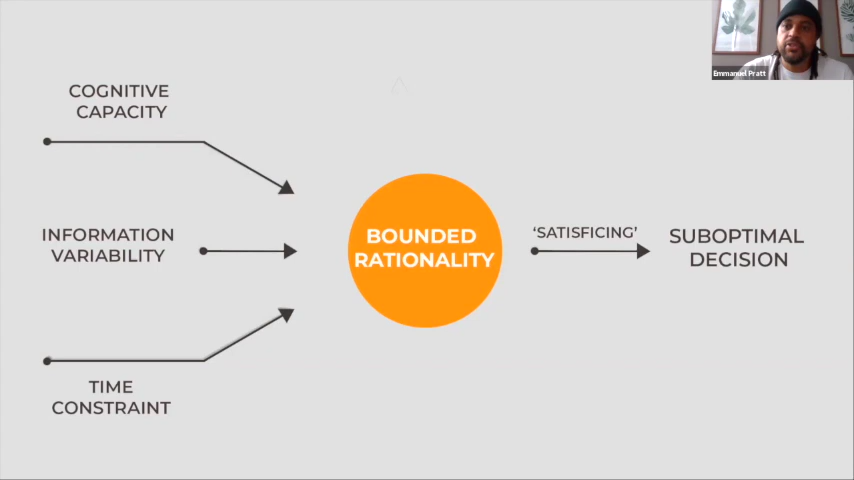 Emmanuel Pratt
COGNITIVE
CAPACITY
INFORMATION
VARIABILITY
TIME
CONSTRAINT
BOUNDED
RATIONALITY
‘SATISFICING’
SUBOPTIMAL
DECISION